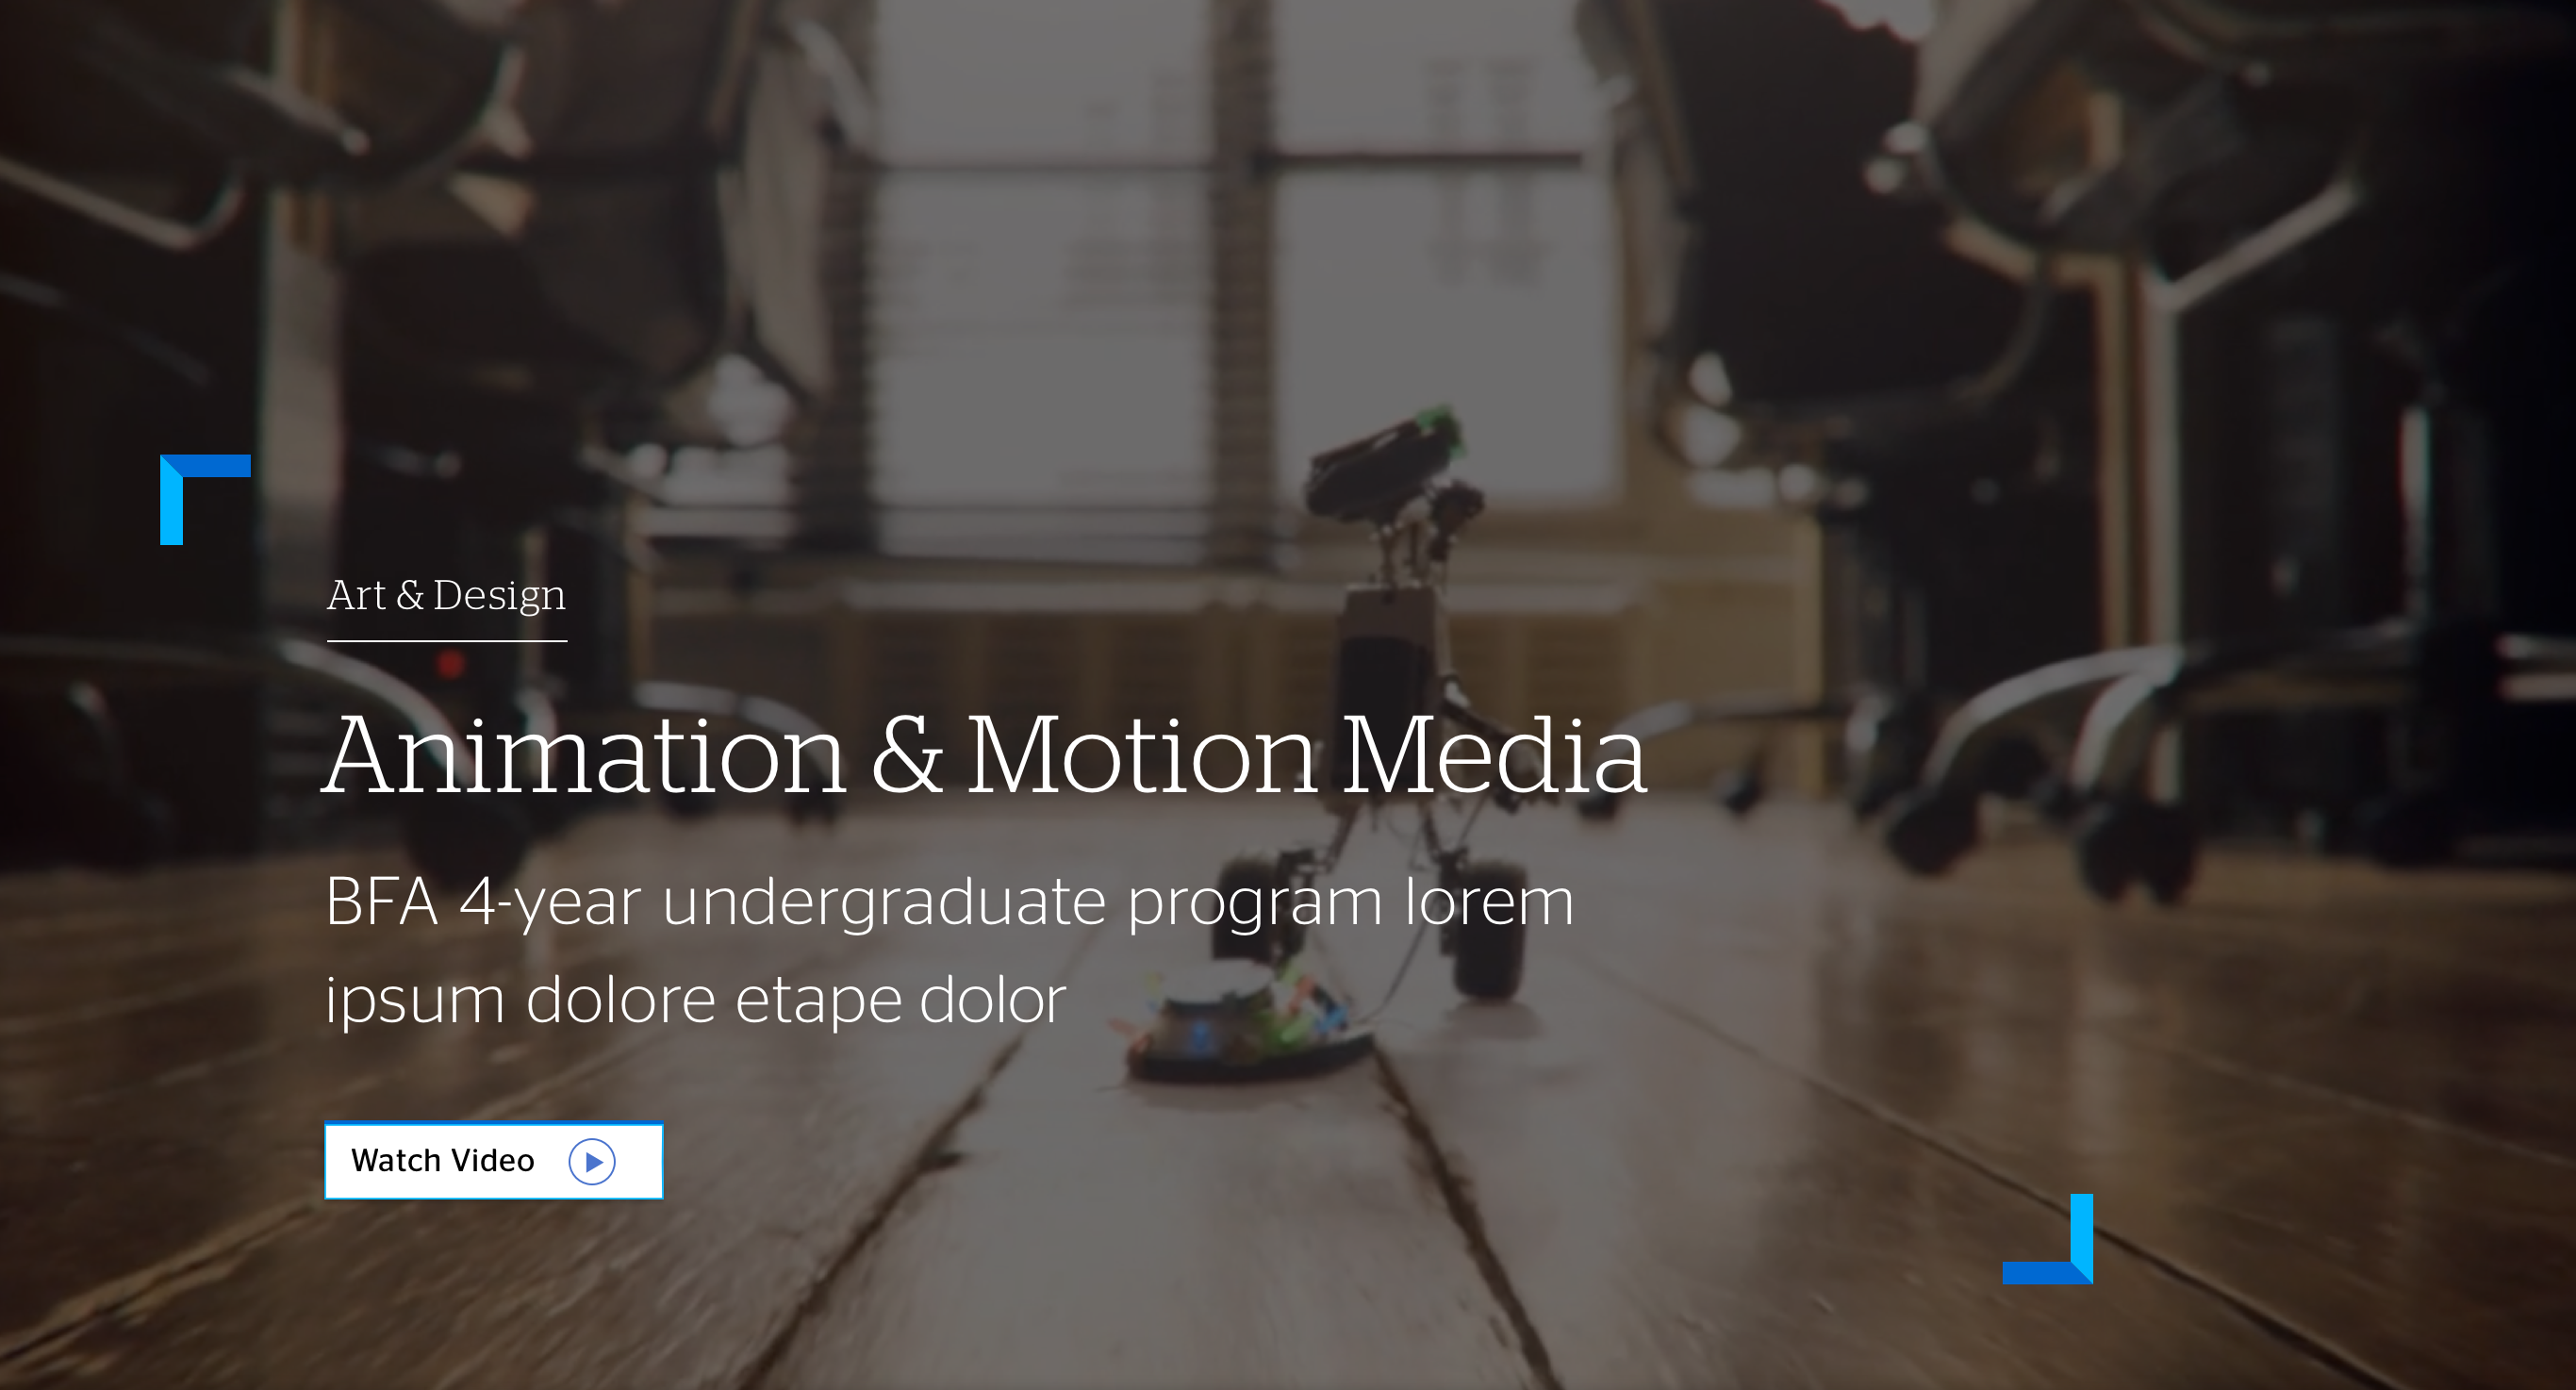 Art & Design
Animation & Motion Media
BFA 4-year undergraduate program lorem
ipsum dolore etape dolor
Watch Video